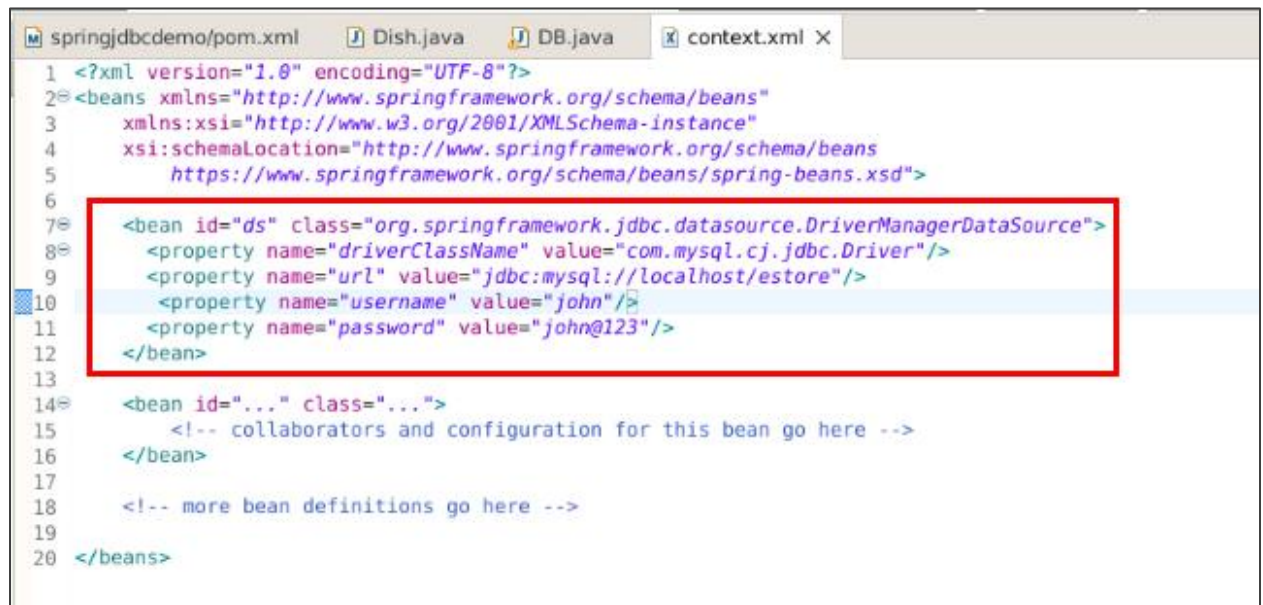 springjdbcdemo/pom.xml Dish.java DB.java context.xml
1 <?xml version="1.0" encoding="UTF-8"?>
2 <beans xmlns="http://www.springframework.org/schema/beans"
3 xmlns:xsi="http://www.w3.org/2001/XMLSchema-instance"
4 xsi:schemaLocation="http://www.springframework.org/schema/beans
5 https://www.springframework.org/schema/beans/spring-beans.xsd">
6
7 <bean id="ds" class="org.springframework.jdbc.datasource.DriverManagerDataSource">
8 <property name="driverClassName" value="com.mysql.cj.jdbc.Driver"/>
9 <property name="url" value="jdbc:mysql://localhost/estore"/>
10 <property name="username" value="john"/>
11 <property name="password" value="john@123"/>
12 </bean>
13
14 <bean id="..." class="...">
15 <!-- collaborators and configuration for this bean go here -->
16 </bean>
17
18 <!-- more bean definitions go here -->
19
20 </beans>